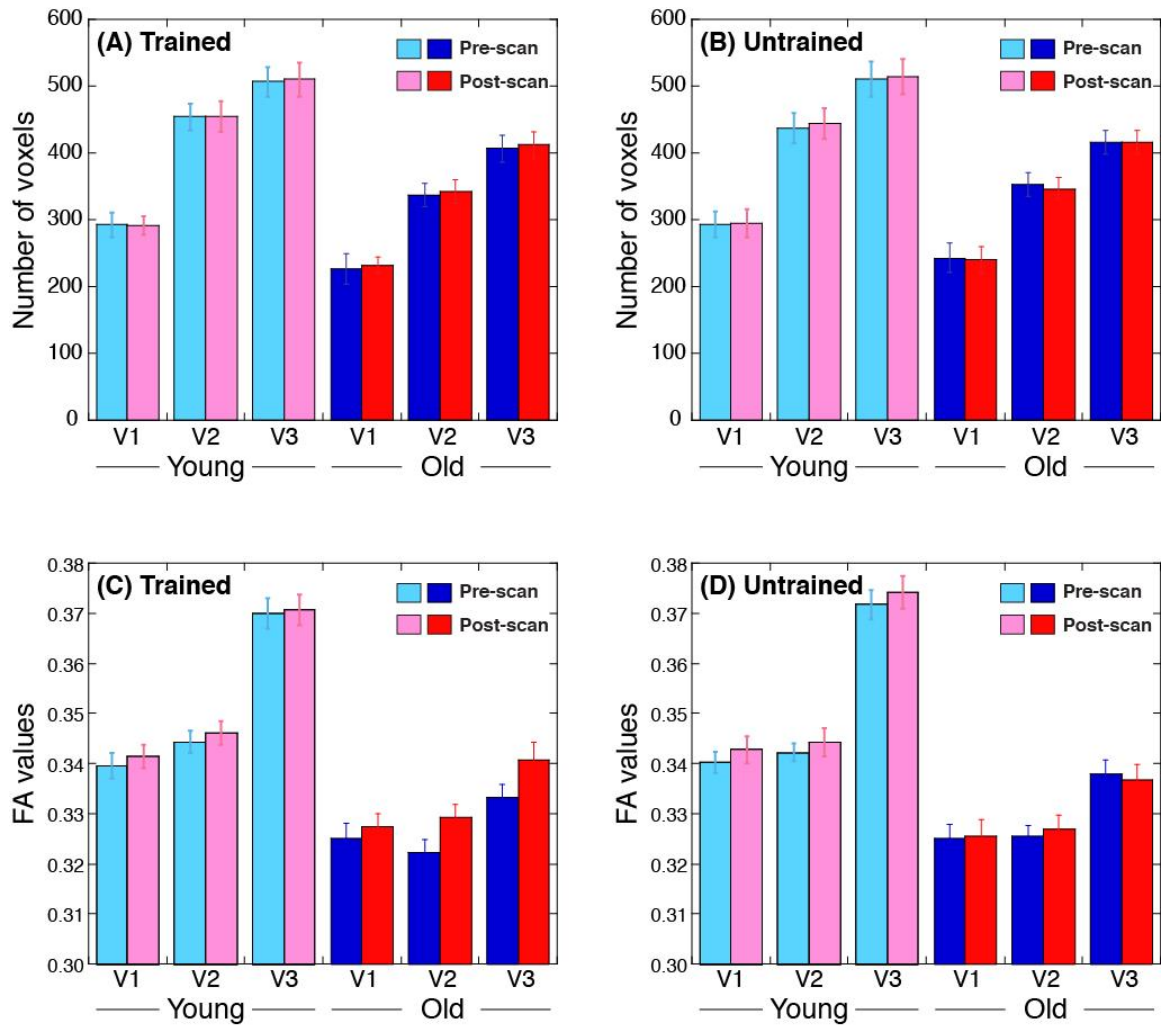 (A) Trained
Pre-scan
Post-scan
Number of voxels
600
500
400
300
200
100
0
V1 V2 V3 V1 V2 V3
Young Old
(B) Untrained
Pre-scan
Post-scan
Number of voxels
600
500
400
300
200
100
0
V1 V2 V3 V1 V2 V3
Young Old
(C) Trained
Pre-scan
Post-scan
FA values
0.38
0.37
0.36
0.35
0.34
0.33
0.32
0.31
0.30
V1 V2 V3 V1 V2 V3
Young Old
(D) Untrained
Pre-scan
Post-scan
FA values
0.38
0.37
0.36
0.35
0.34
0.33
0.32
0.31
0.30
V1 V2 V3 V1 V2 V3
Young Old